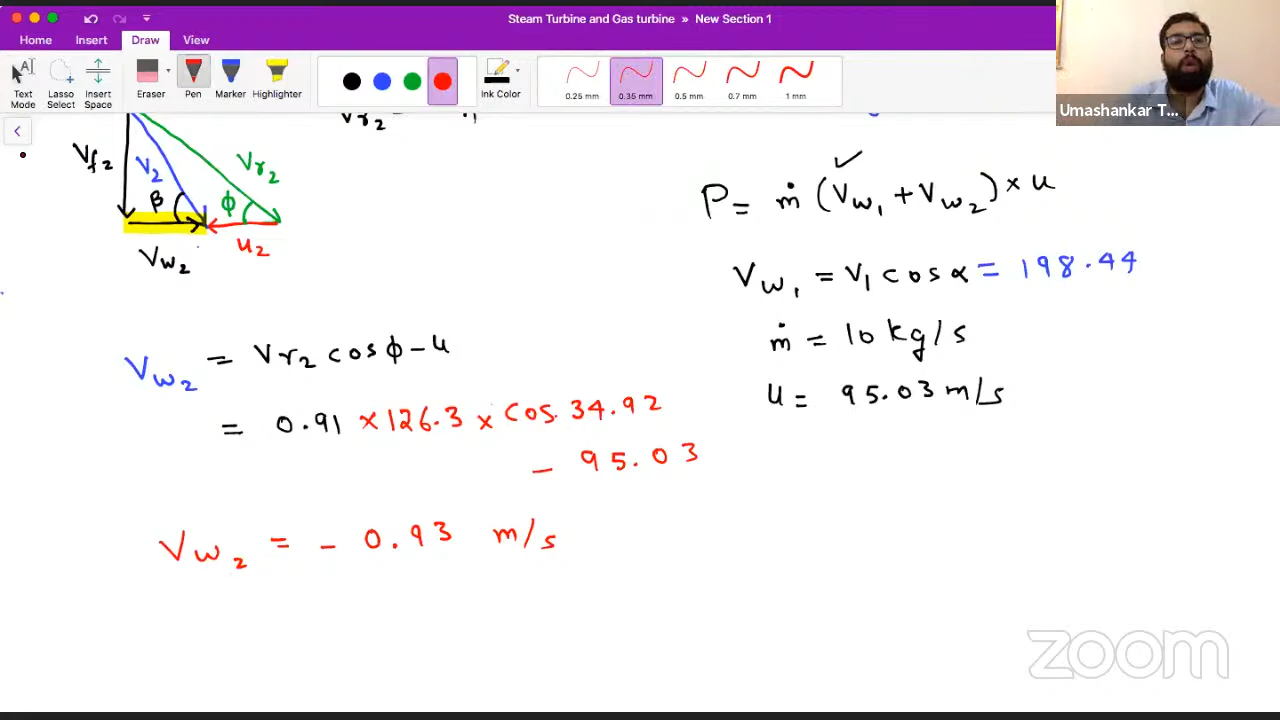 Steam Turbine and Gas turbine » New Section 1
Home Insert Draw View
Text Mode
Lasso Select
Insert Space
Eraser
Pen
Marker
Highlighter
Ink Color
0.25 mm
0.35 mm
0.5 mm
0.7 mm
1 mm
Umashankar T...
Vr2
Vf2
V2
Vr2
β
φ
Vw2
u2
P = ṁ (Vw1 + Vw2) × u
Vw1 = V1 cos α = 198.44
ṁ = 10 kg/s
u = 95.03 m/s
Vw2 = Vr2 cos φ - u
= 0.91 × 126.3 × cos. 34.92
- 95.03
Vw2 = - 0.93 m/s
zoom